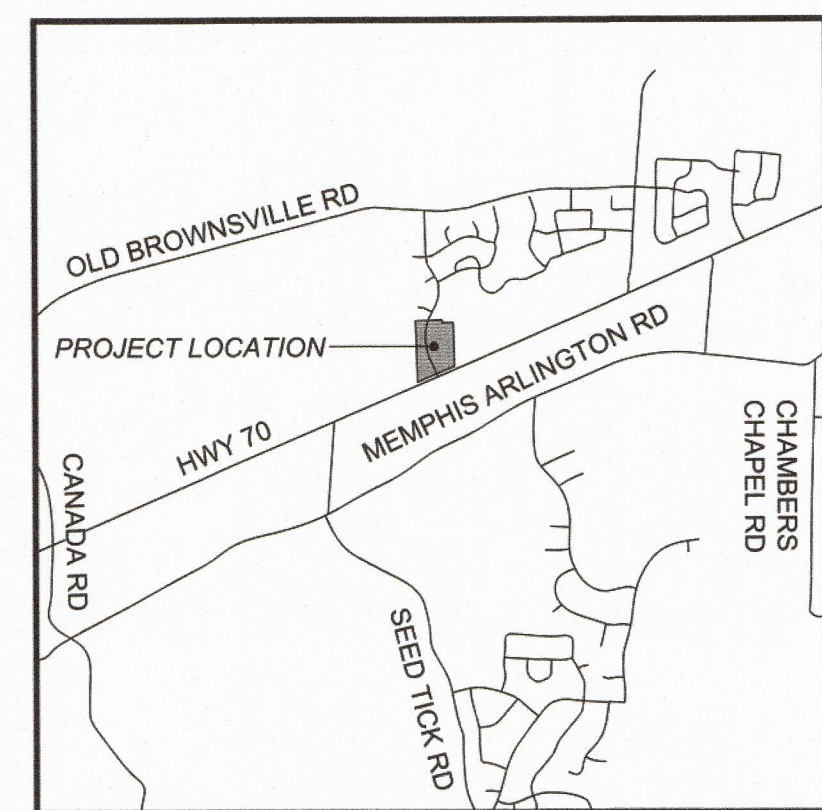 OLD BROWNSVILLE RD
PROJECT LOCATION
MEMPHIS ARLINGTON RD
HWY 70
CANADA RD
CHAMBERS
CHAPEL RD
SEED TICK RD